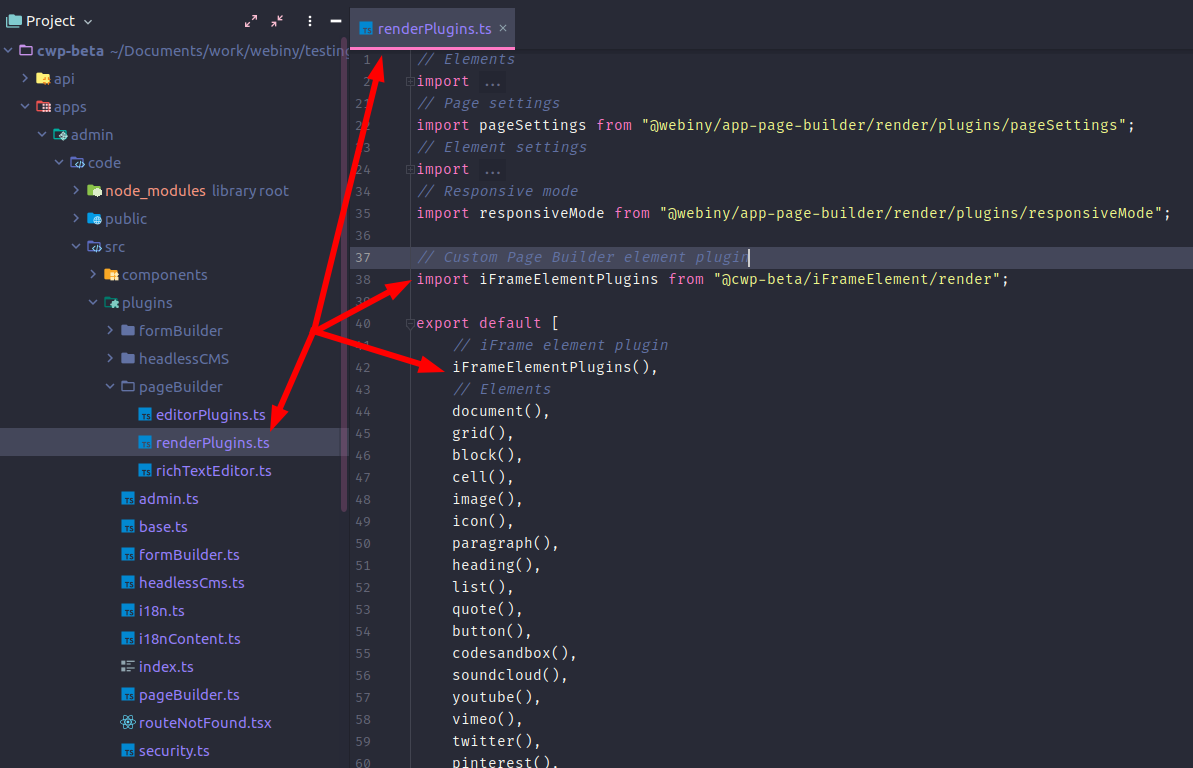 Project
cwp-beta ~/Documents/work/webiny/testing
api
apps
admin
code
node_modules library root
public
src
components
plugins
formBuilder
headlessCMS
pageBuilder
editorPlugins.ts
renderPlugins.ts
richTextEditor.ts
admin.ts
base.ts
formBuilder.ts
headlessCms.ts
i18n.ts
i18nContent.ts
index.ts
pageBuilder.ts
routeNotFound.tsx
security.ts
renderPlugins.ts ×
1 // Elements
2 import ...
21 // Page settings
22 import pageSettings from "@webiny/app-page-builder/render/plugins/pageSettings";
23 // Element settings
24 import ...
34 // Responsive mode
35 import responsiveMode from "@webiny/app-page-builder/render/plugins/responsiveMode";
36
37 // Custom Page Builder element plugin
38 import iFrameElementPlugins from "@cwp-beta/iFrameElement/render";
39
40 export default [
41 // iFrame element plugin
42 iFrameElementPlugins(),
43 // Elements
44 document(),
45 grid(),
46 block(),
47 cell(),
48 image(),
49 icon(),
50 paragraph(),
51 heading(),
52 list(),
53 quote(),
54 button(),
55 codesandbox(),
56 soundcloud(),
57 youtube(),
58 vimeo(),
59 twitter(),
60 pinterest(),